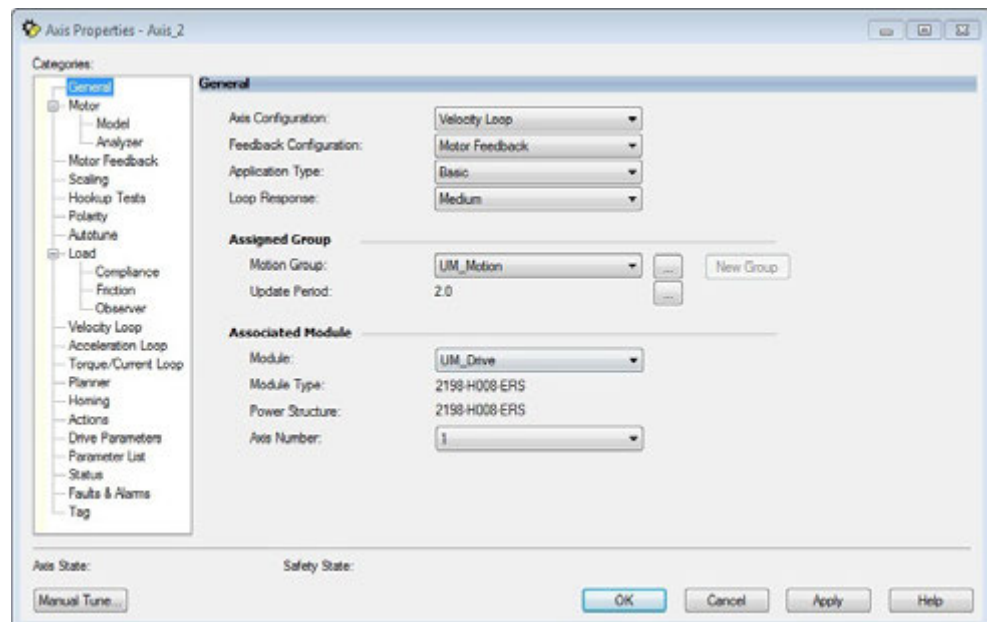 Axis Properties - Axis_2
Categories:
General
Motor
Model
Analyzer
Motor Feedback
Scaling
Hookup Tests
Polarity
Autotune
Load
Compliance
Friction
Observer
Velocity Loop
Acceleration Loop
Torque/Current Loop
Planner
Homing
Actions
Drive Parameters
Parameter List
Status
Faults & Alarms
Tag
General
Axis Configuration: Velocity Loop
Feedback Configuration: Motor Feedback
Application Type: Basic
Loop Response: Medium
Assigned Group
Motion Group: UM_Motion ... New Group
Update Period: 2.0 ...
Associated Module
Module: UM_Drive
Module Type: 2198-H008-ERS
Power Structure: 2198-H008-ERS
Axis Number: 1
Axis State: Safety State:
Manual Tune... OK Cancel Apply Help